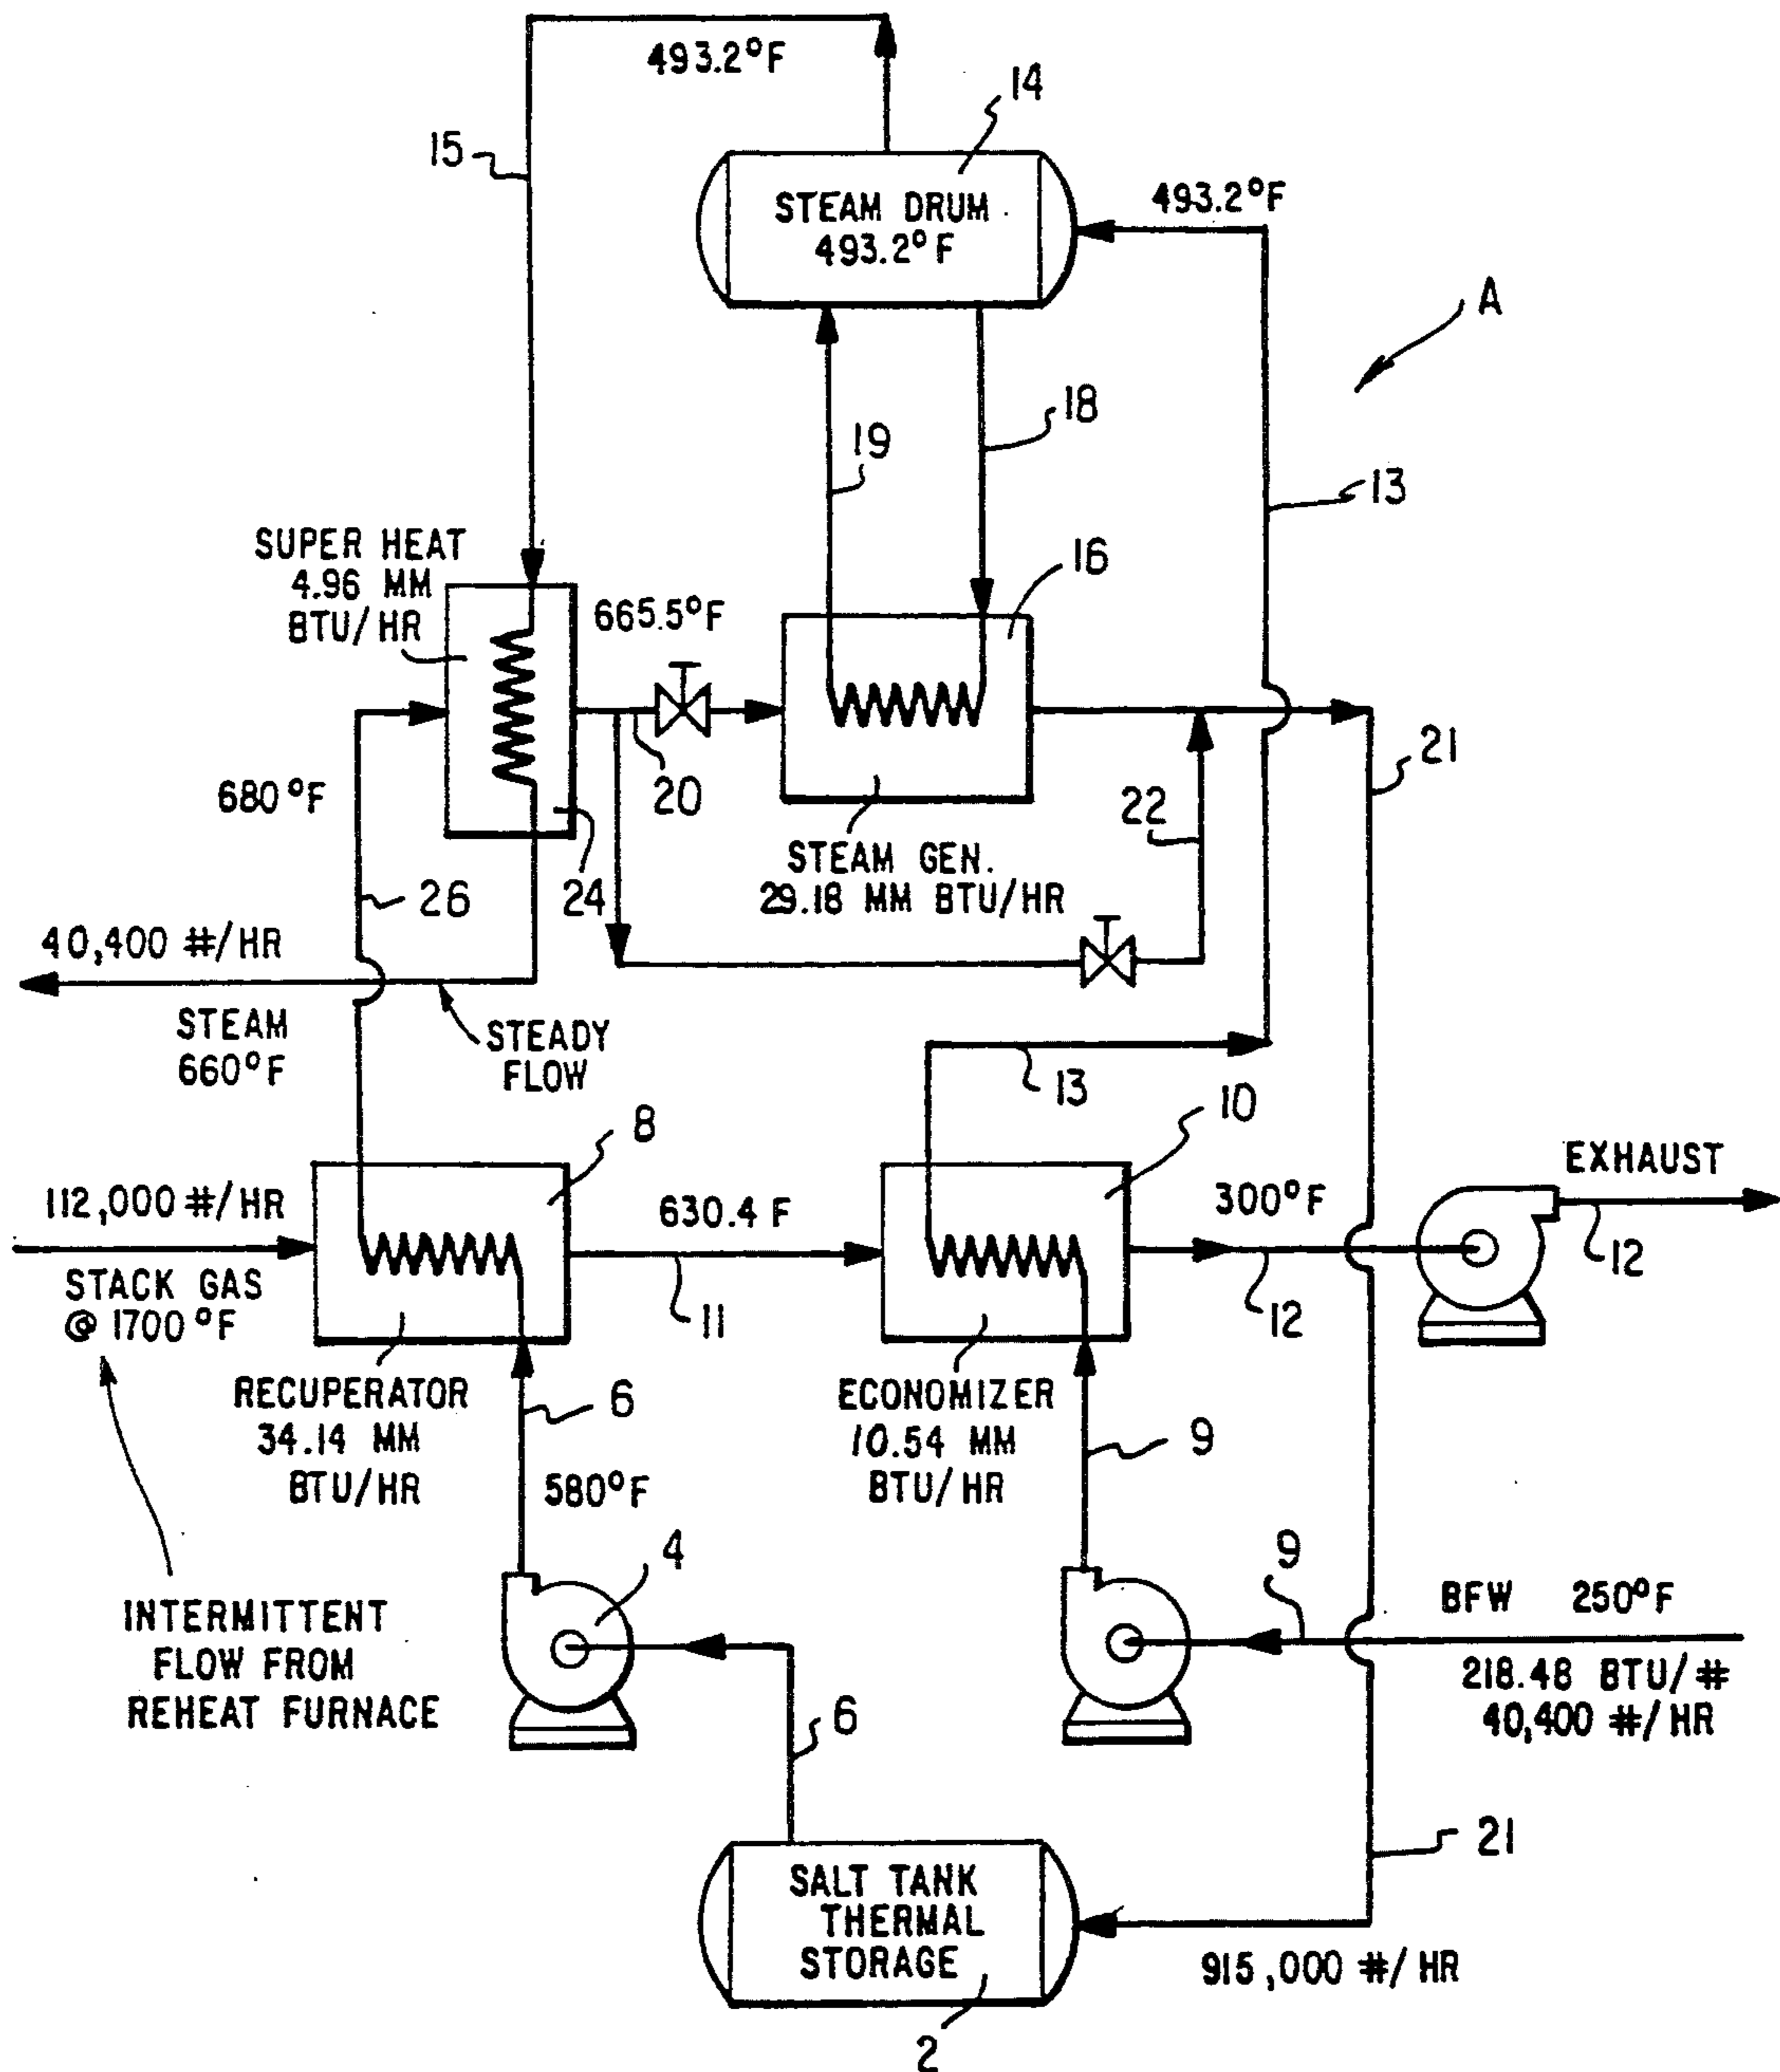 493.2°F
14
15
STEAM DRUM
493.2°F
493.2°F
A
19
18
13
SUPER HEAT
4.96 MM
BTU/HR
665.5°F
16
680°F
20
21
22
24
26
STEAM GEN.
29.18 MM BTU/HR
40,400 #/HR
STEAM
660°F
STEADY
FLOW
13
10
8
EXHAUST
112,000 #/HR
630.4 F
300°F
STACK GAS
@ 1700°F
11
12
12
RECUPERATOR
34.14 MM
BTU/HR
6
ECONOMIZER
10.54 MM
BTU/HR
9
580°F
4
9
BFW 250°F
INTERMITTENT
FLOW FROM
REHEAT FURNACE
218.48 BTU/#
40,400 #/HR
6
21
SALT TANK
THERMAL
STORAGE
915,000 #/HR
2